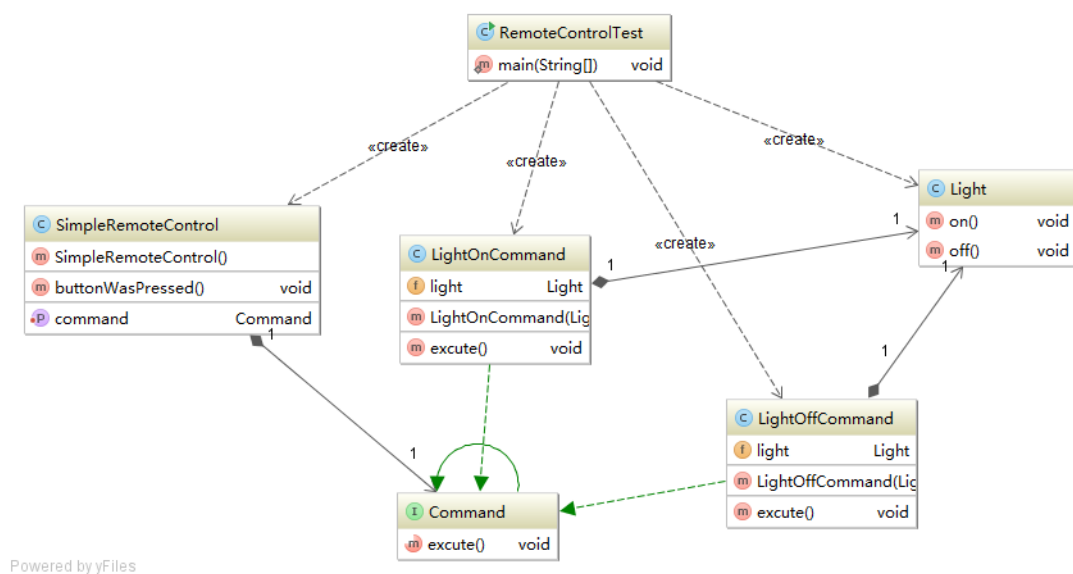 RemoteControlTest
main(String[]) void
«create»
«create»
«create»
«create»
Light
on() void
off() void
SimpleRemoteControl
SimpleRemoteControl()
buttonWasPressed() void
command Command
LightOnCommand
light Light
LightOnCommand(Lig
excute() void
1
1
1
1
1
1
LightOffCommand
light Light
LightOffCommand(Lig
excute() void
Command
excute() void
Powered by yFiles